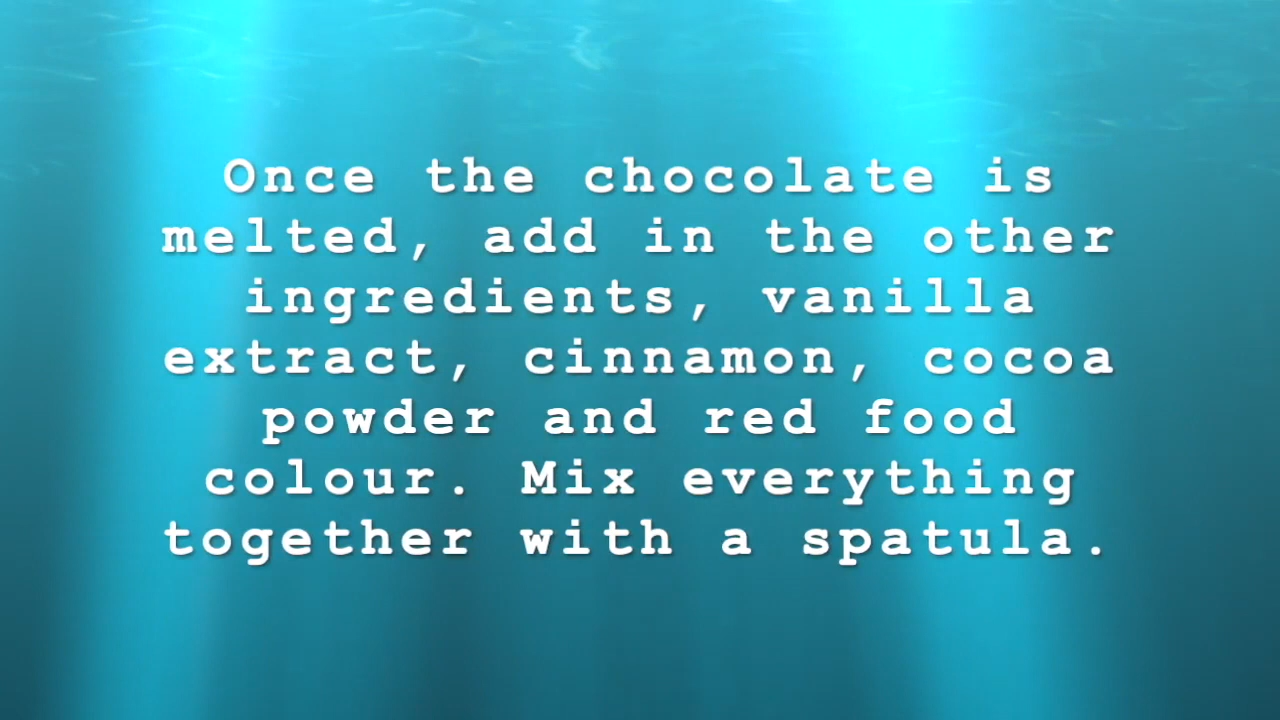 Once the chocolate is
melted, add in the other
ingredients, vanilla
extract, cinnamon, cocoa
powder and red food
colour. Mix everything
together with a spatula.